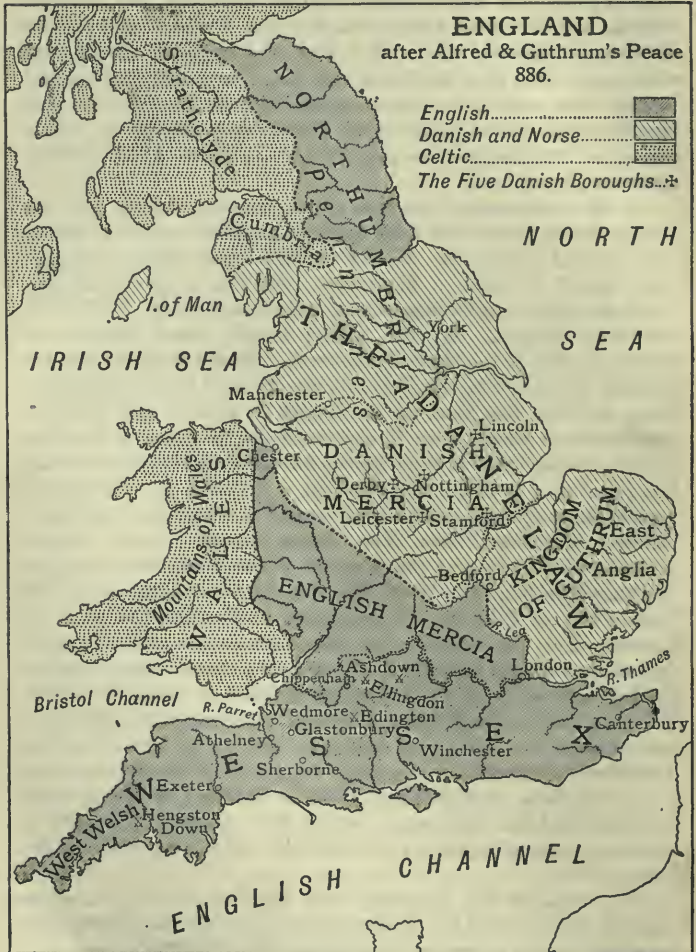 ENGLAND
after Alfred & Guthrum's Peace
886.
English
Danish and Norse
Celtic
The Five Danish Boroughs
NORTH
SEA
Strathclyde
NORTHUMBRIA
Pennines
Cumbria
I. of Man
IRISH SEA
THE DANELAGW
York
Manchester
Lincoln
Chester
DANISH
MERCIA
Derby
Nottingham
Leicester
Stamford
Mountains of Wales
WALES
KINGDOM
OF GUTHRUM
East
Anglia
Bedford
ENGLISH MERCIA
R. Lea
London
R. Thames
Bristol Channel
R. Parret
Chippenham
Ashdown
Ellingdon
Wedmore
Edington
Glastonbury
Athelney
Winchester
Canterbury
Sherborne
WESSEX
Exeter
West Welsh
Hengston
Down
ENGLISH CHANNEL